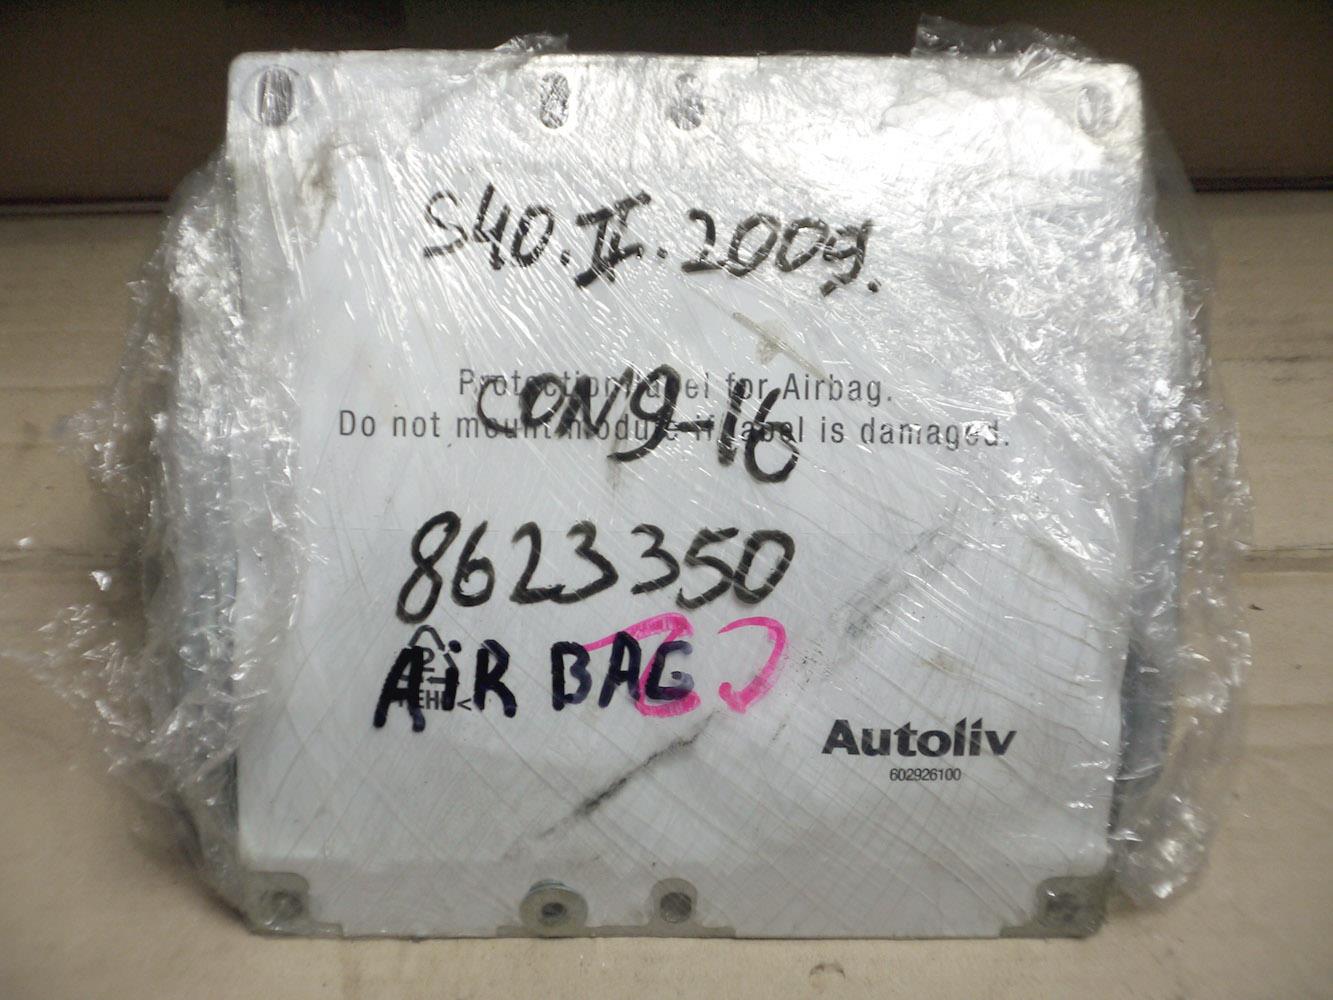 S40.II.2009.
Protection label for Airbag.
CON9-16
Do not mount module if label is damaged.
8623350
AiR BAG
Autoliv
602926100